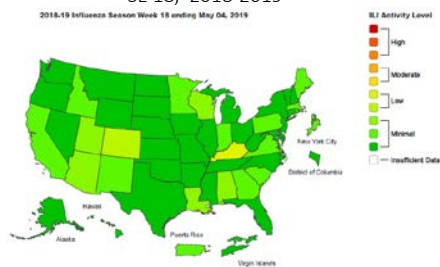 2018-19 Influenza Season Week 18 ending May 04, 2019
ILI Activity Level
High
Moderate
Low
Minimal
Insufficient Data
New York City
District of Columbia
Hawaii
Alaska
Puerto Rico
Virgin Islands